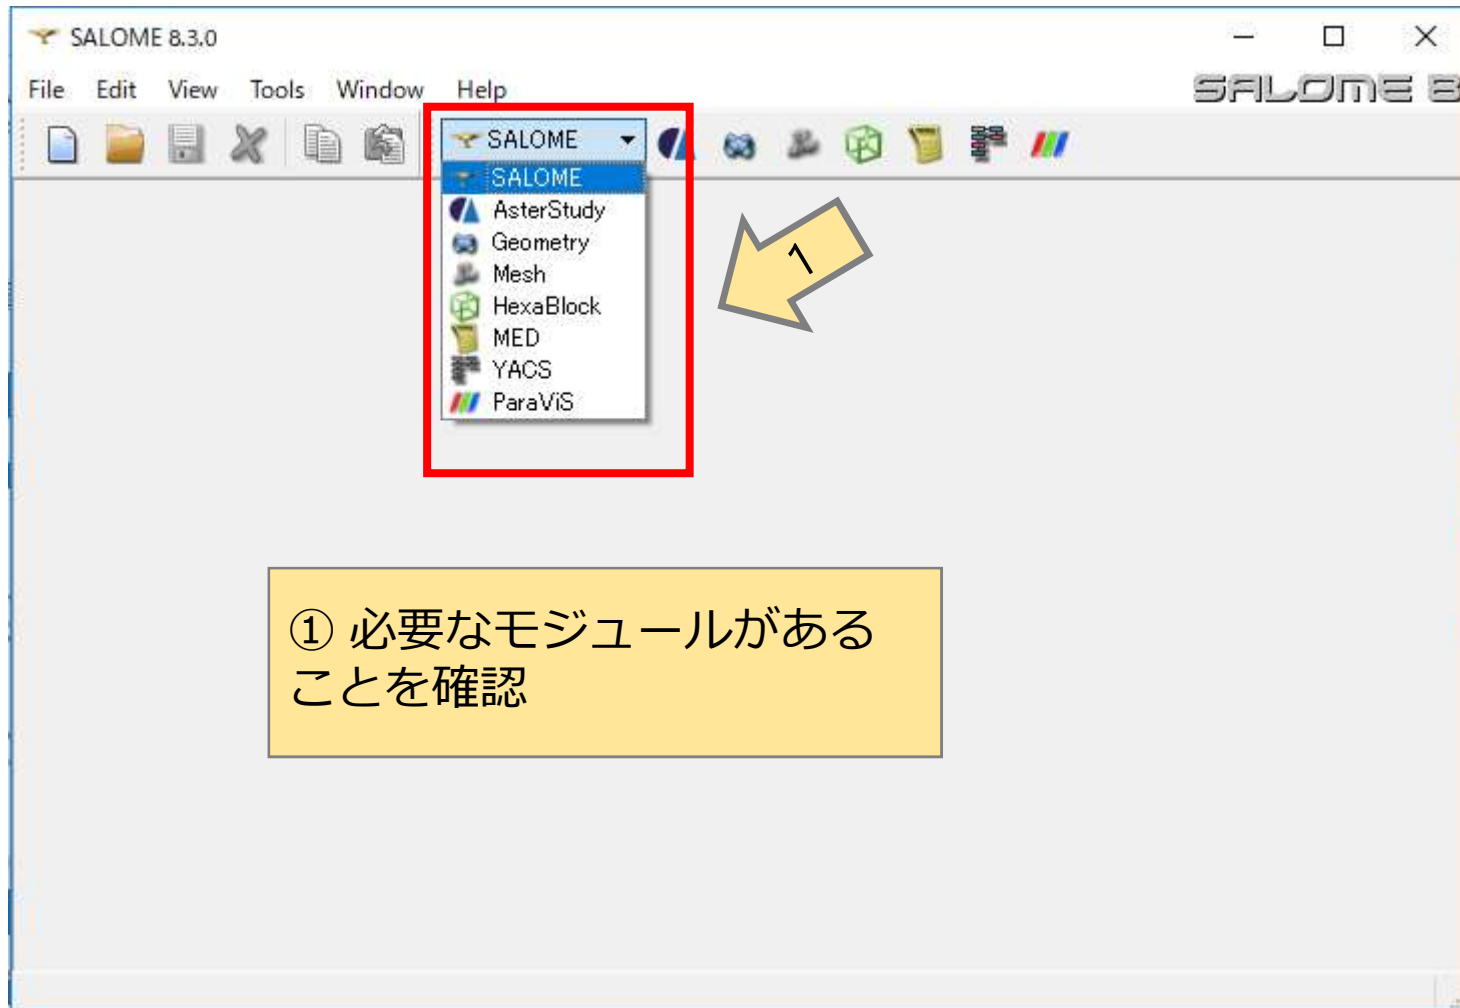 SALOME 8.3.0
File Edit View Tools Window Help
SALOME 8
SALOME
SALOME
AsterStudy
Geometry
Mesh
HexaBlock
MED
YACS
ParaViS
1
① 必要なモジュールがある
ことを確認